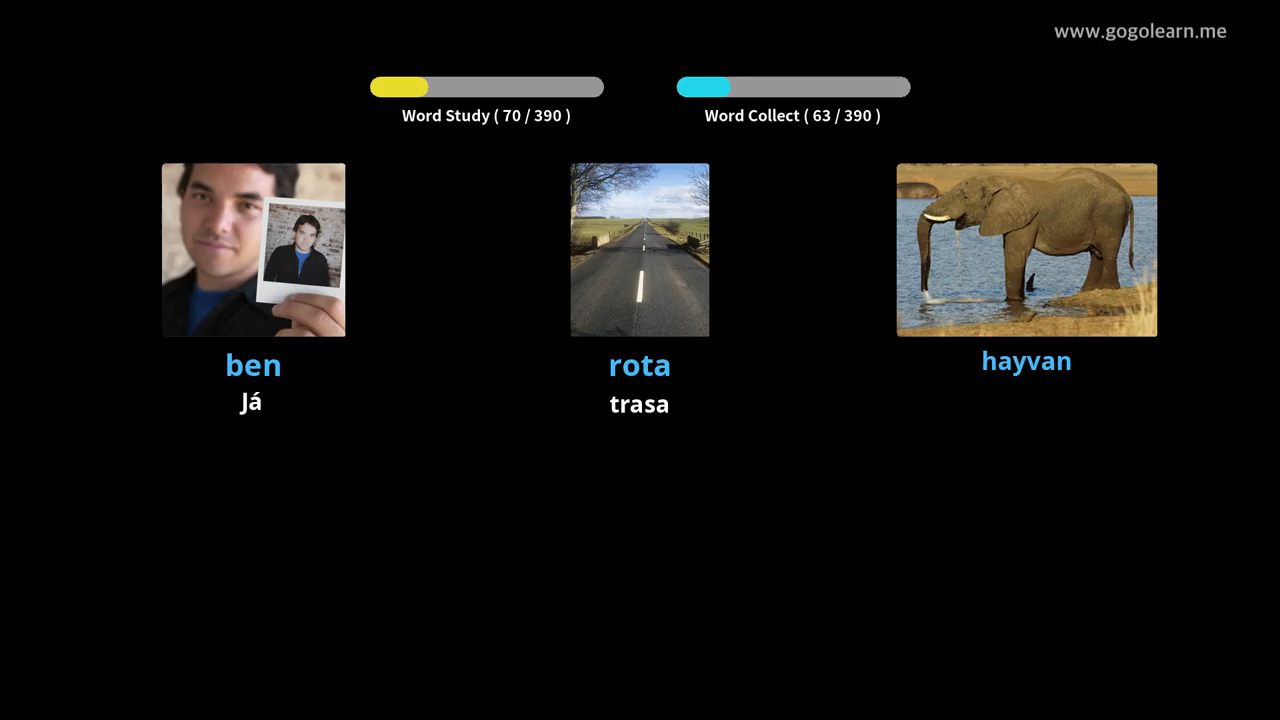 www.gogolearn.me
Word Study ( 70 / 390 )
Word Collect ( 63 / 390 )
ben
Já
rota
trasa
hayvan